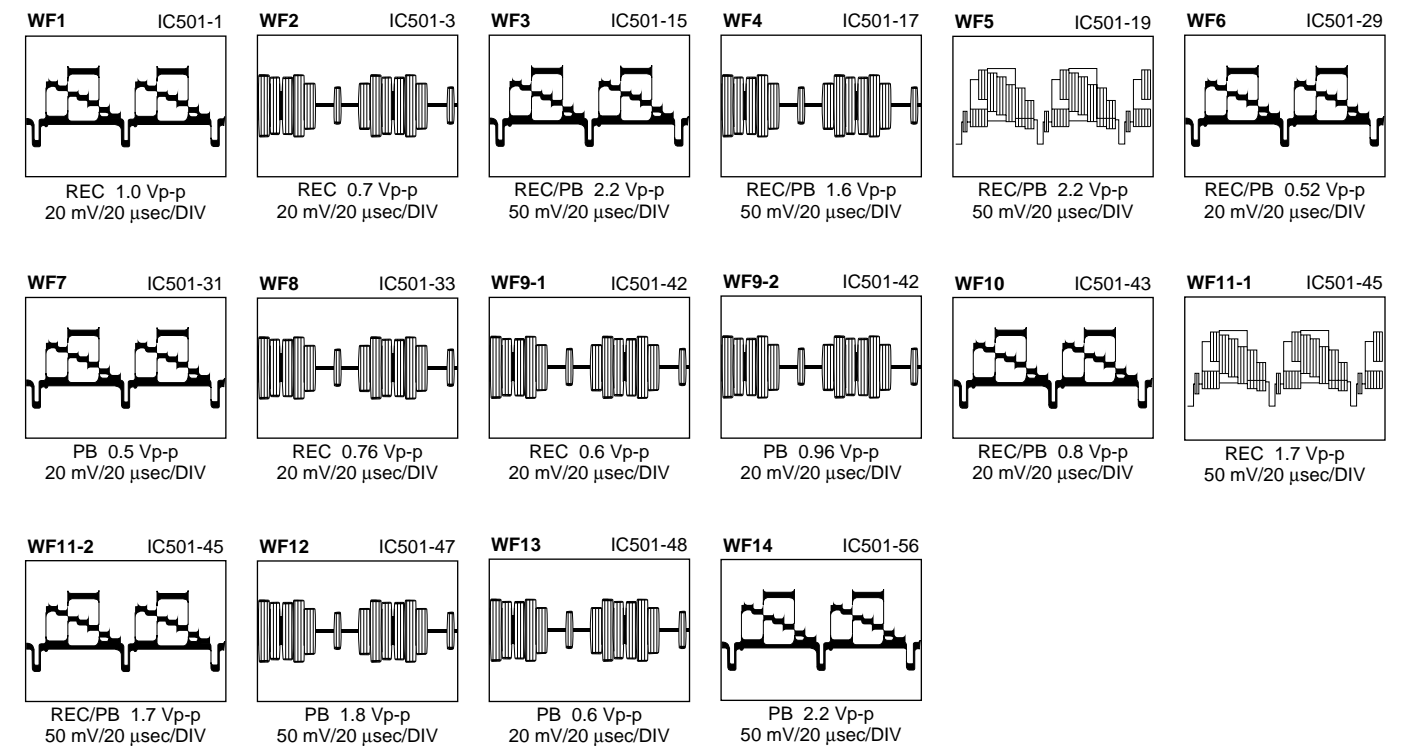 WF1 IC501-1
REC 1.0 Vp-p
20 mV/20 μsec/DIV
WF2 IC501-3
REC 0.7 Vp-p
20 mV/20 μsec/DIV
WF3 IC501-15
REC/PB 2.2 Vp-p
50 mV/20 μsec/DIV
WF4 IC501-17
REC/PB 1.6 Vp-p
50 mV/20 μsec/DIV
WF5 IC501-19
REC/PB 2.2 Vp-p
50 mV/20 μsec/DIV
WF6 IC501-29
REC/PB 0.52 Vp-p
20 mV/20 μsec/DIV
WF7 IC501-31
PB 0.5 Vp-p
20 mV/20 μsec/DIV
WF8 IC501-33
REC 0.76 Vp-p
20 mV/20 μsec/DIV
WF9-1 IC501-42
REC 0.6 Vp-p
20 mV/20 μsec/DIV
WF9-2 IC501-42
PB 0.96 Vp-p
20 mV/20 μsec/DIV
WF10 IC501-43
REC/PB 0.8 Vp-p
20 mV/20 μsec/DIV
WF11-1 IC501-45
REC 1.7 Vp-p
50 mV/20 μsec/DIV
WF11-2 IC501-45
REC/PB 1.7 Vp-p
50 mV/20 μsec/DIV
WF12 IC501-47
PB 1.8 Vp-p
50 mV/20 μsec/DIV
WF13 IC501-48
PB 0.6 Vp-p
20 mV/20 μsec/DIV
WF14 IC501-56
PB 2.2 Vp-p
50 mV/20 μsec/DIV